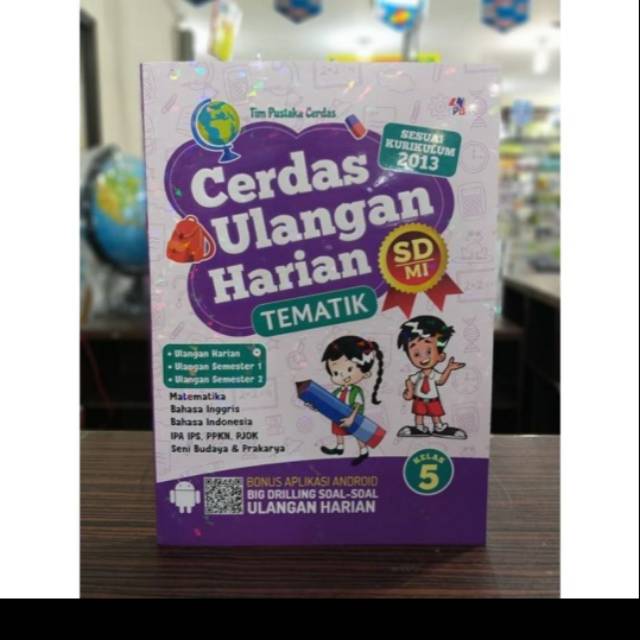 Tim Pustaka Cerdas
SESUAI
KURIKULUM
2013
Cerdas
Ulangan
Harian
TEMATIK
SD
MI
• Ulangan Harian
• Ulangan Semester 1
• Ulangan Semester 2
Matematika
Bahasa Inggris
Bahasa Indonesia
IPA IPS, PPKN, PJOK
Seni Budaya & Prakarya
KELAS
5
BONUS APLIKASI ANDROID
BIG DRILLING SOAL-SOAL
ULANGAN HARIAN